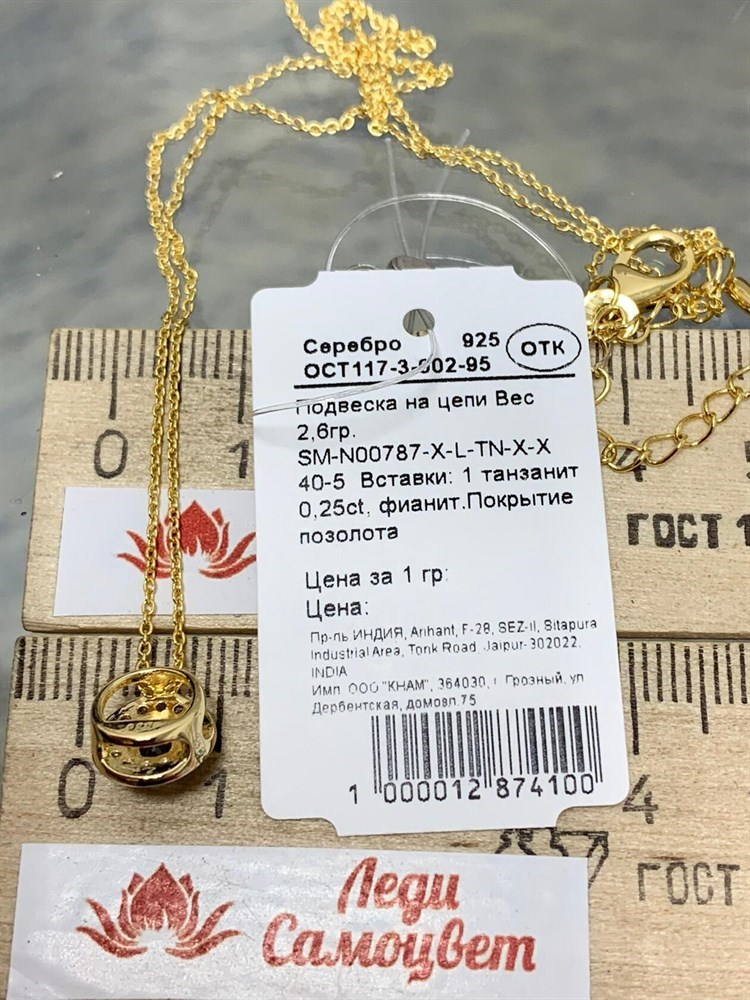 Серебро 925 ОТК
ОСТ117-3-002-95
Подвеска на цепи Вес
2,6гр.
SM-N00787-X-L-TN-X-X
40-5 Вставки: 1 танзанит
0,25ct, фианит.Покрытие
позолота
Цена за 1 гр:
Цена:
Пр-ль ИНДИЯ, Arihant, F-28, SEZ-II, Sitapura
Industrial Area, Tonk Road, Jaipur-302022,
INDIA
Имп. ООО "КНАМ", 364030, г. Грозный, ул
Дербентская, домовл.75
1 000012 874100
0 1
ГОСТ 1
0 1 4
ГОСТ
Леди
Самоцвет